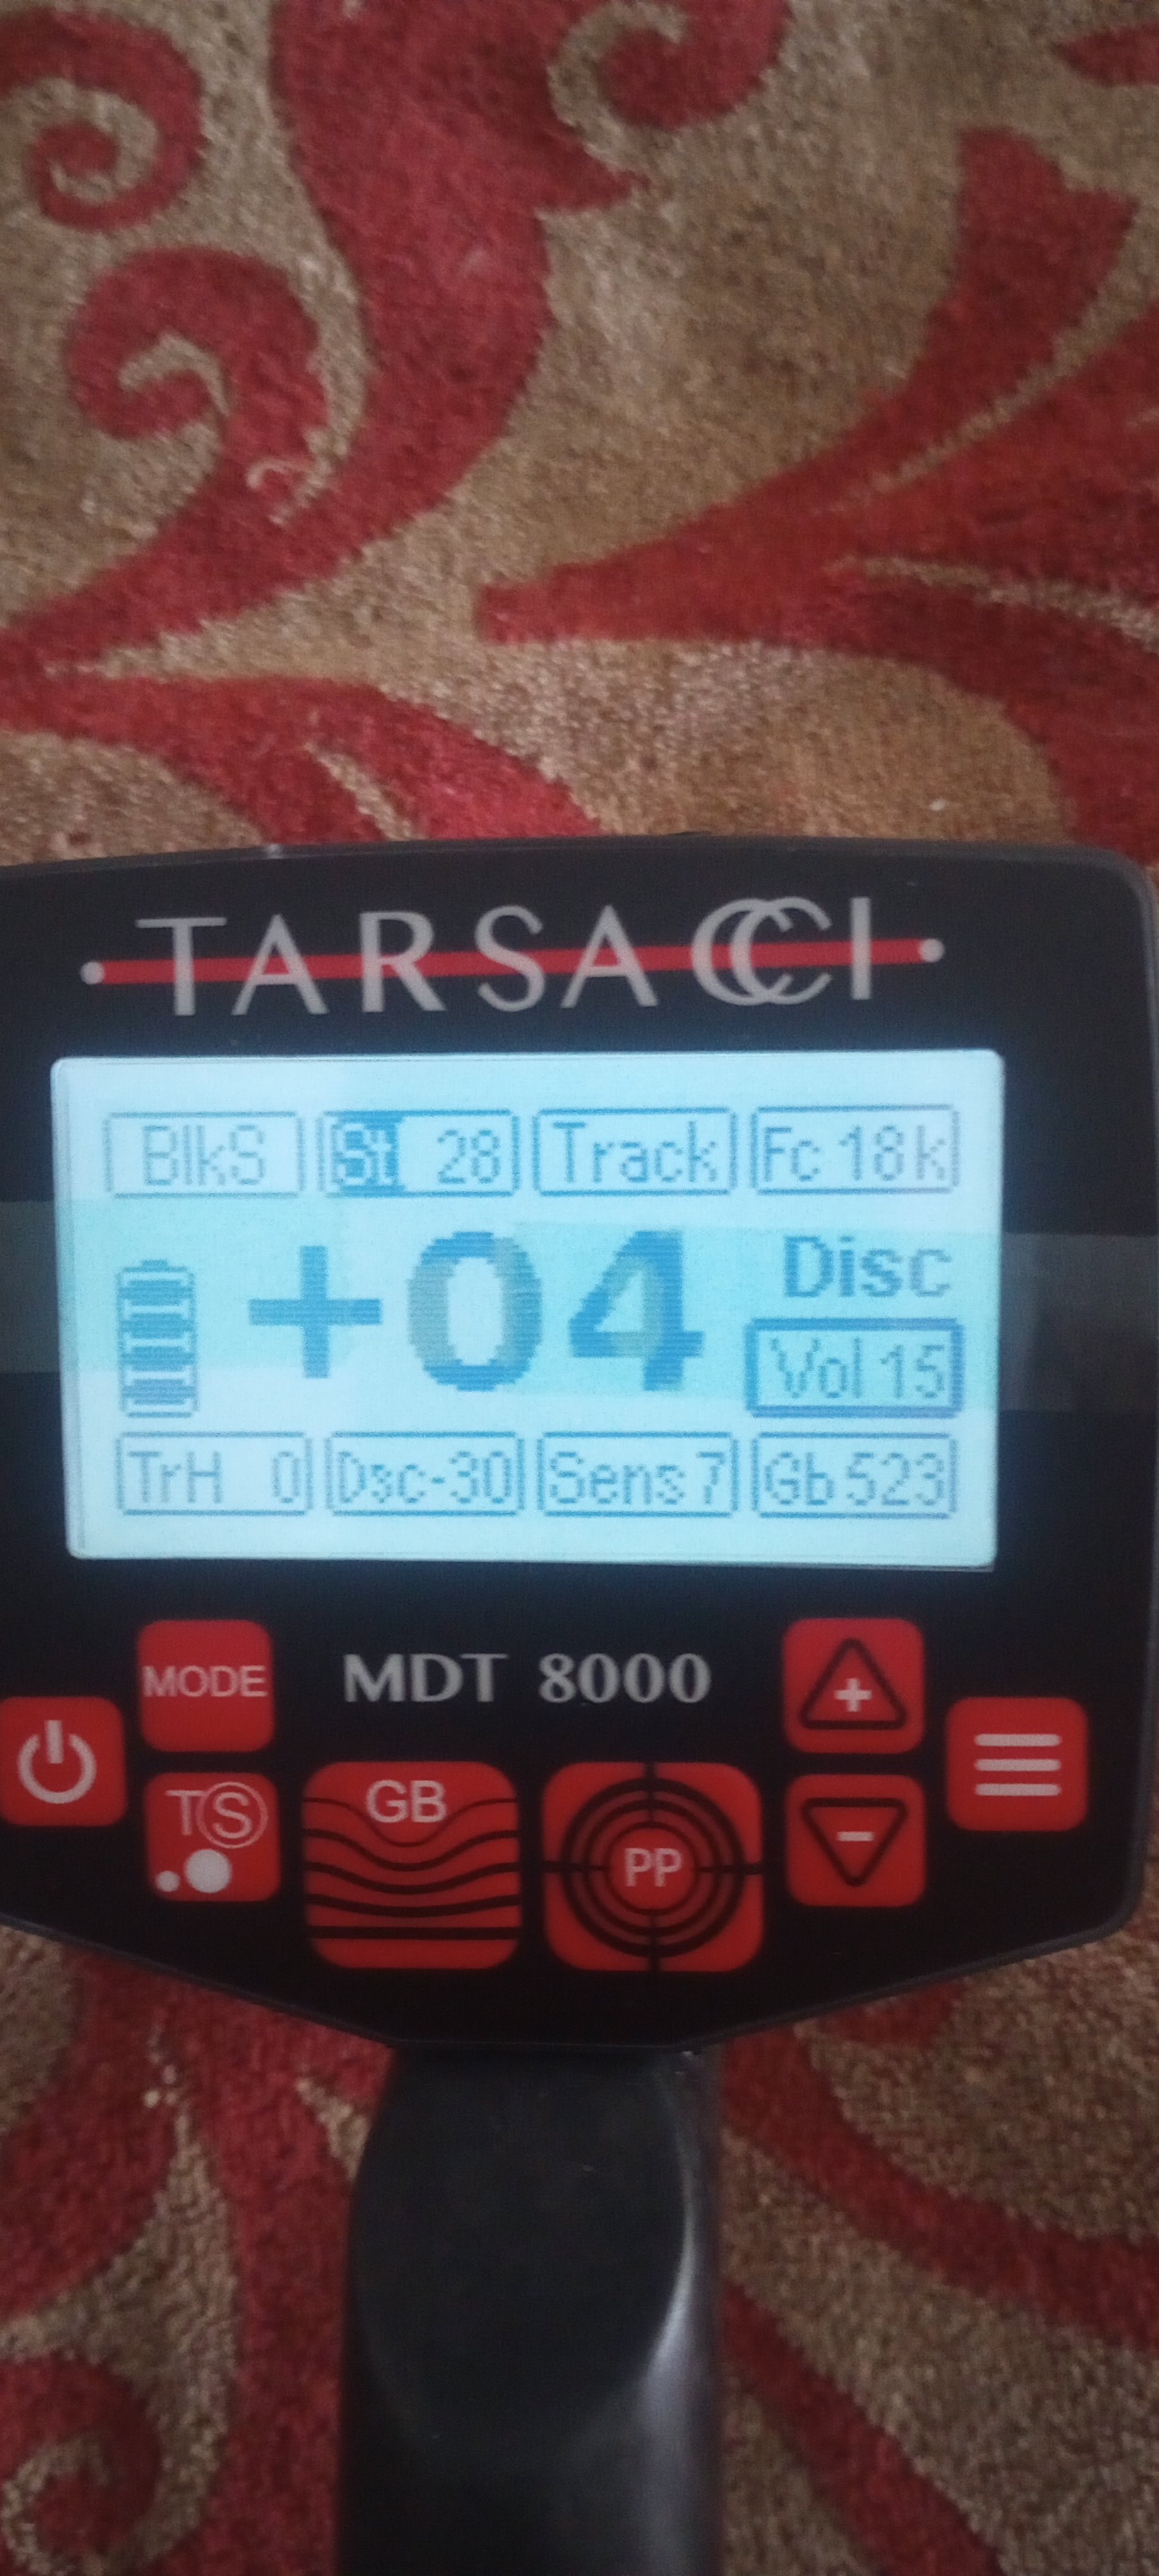 TARSACCI
BlkS St 28 Track Fc 18k
+04 Disc
Vol 15
TrH 0 Dsc-30 Sens 7 Gb 523
MODE MDT 8000 +
TS GB PP -